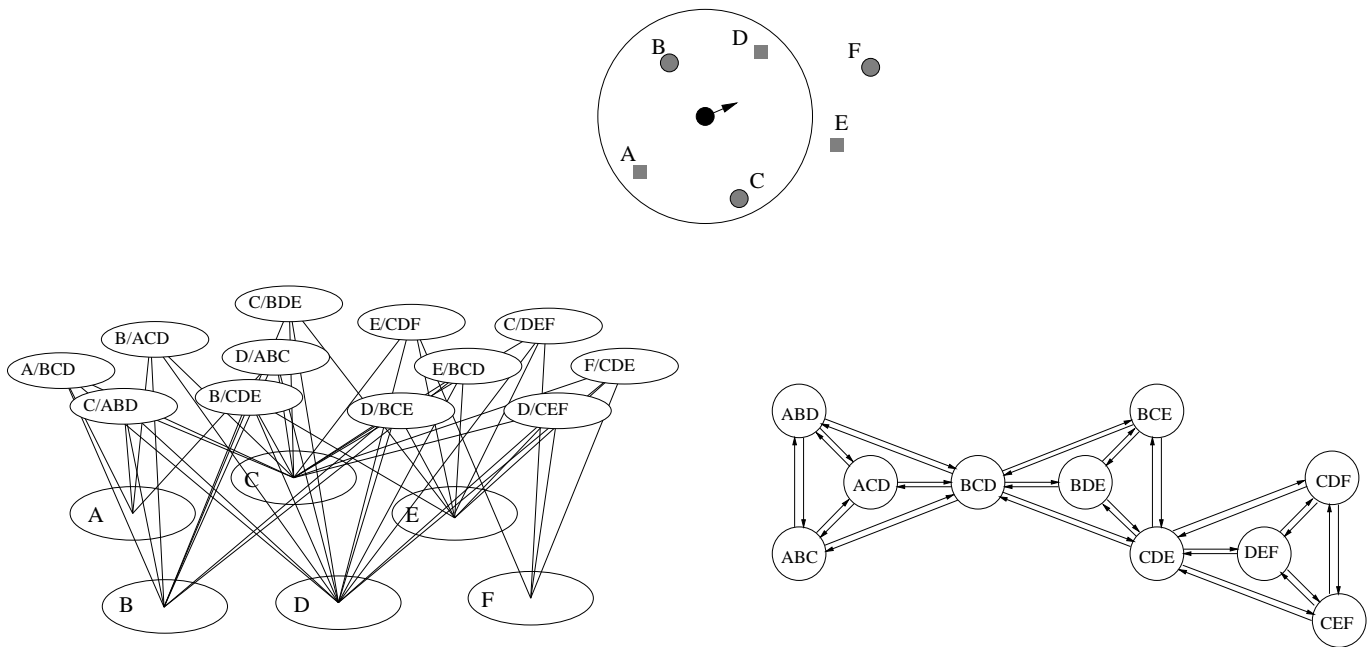 B
D
F
E
A
C
C/BDE
E/CDF
C/DEF
B/ACD
D/ABC
A/BCD
E/BCD
F/CDE
C/ABD
B/CDE
D/BCE
D/CEF
C
A
E
B
D
F
ABD
BCE
ACD
BCD
BDE
CDF
ABC
CDE
DEF
CEF